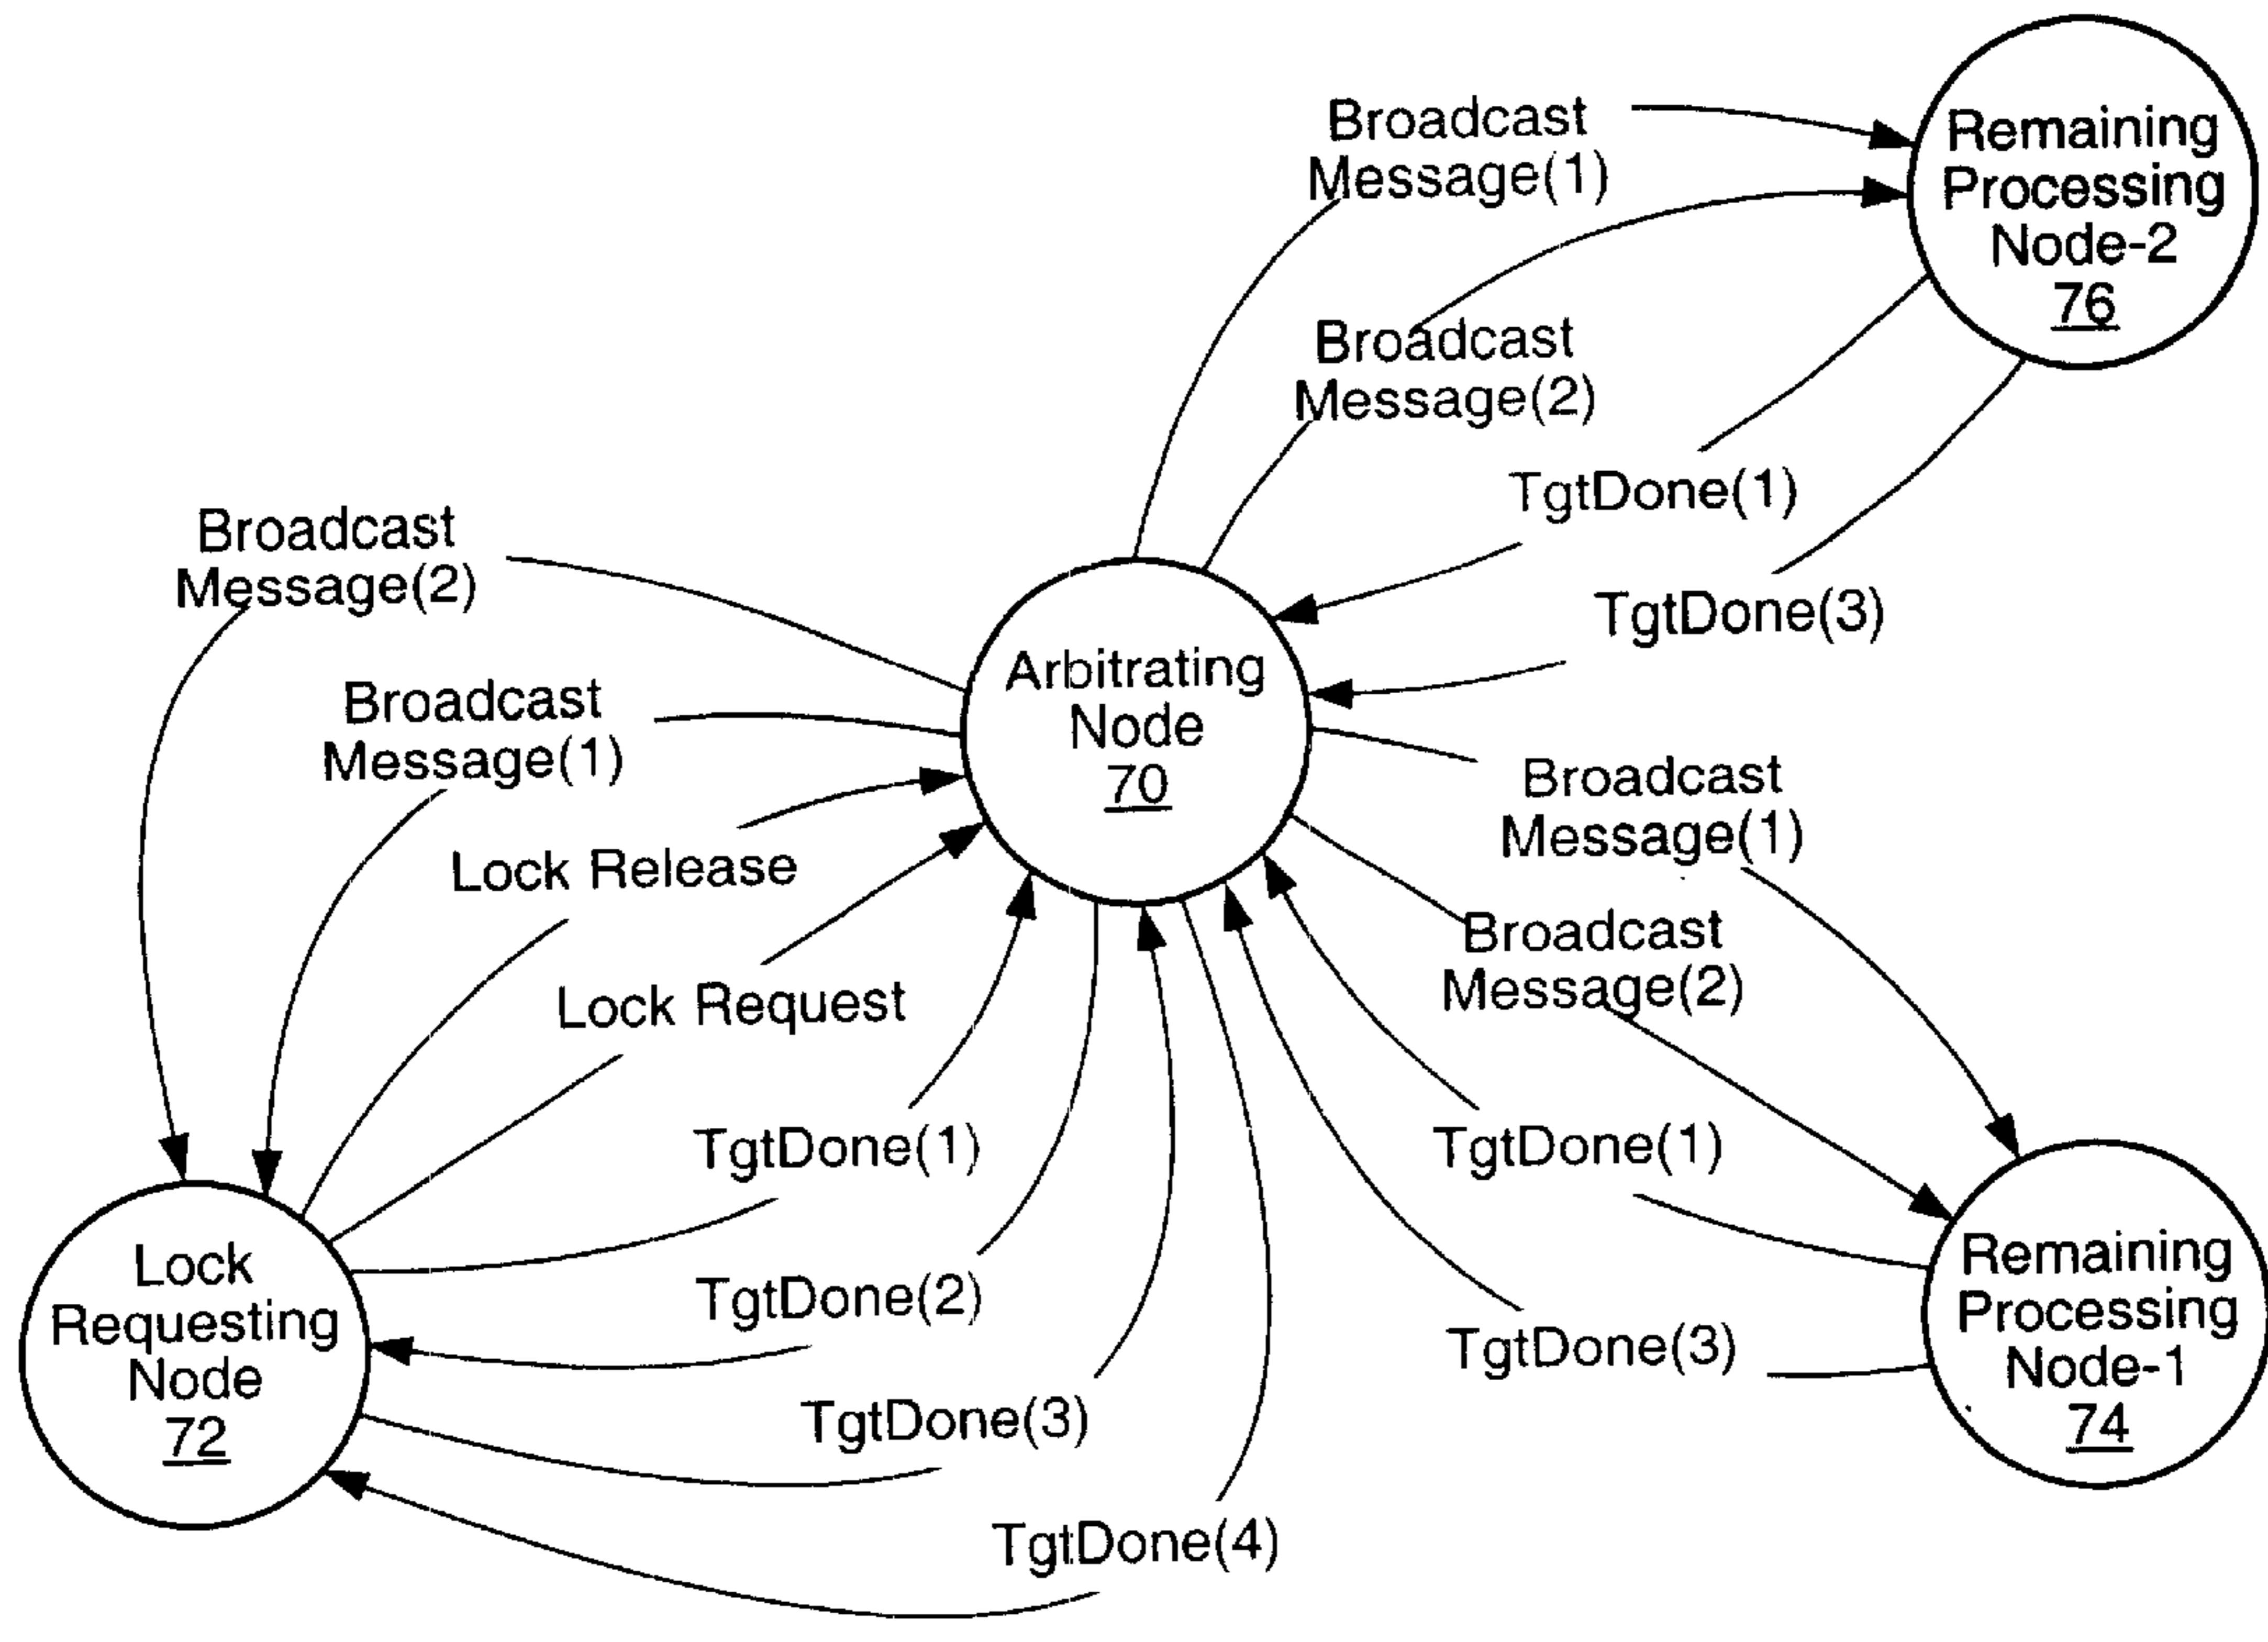 Broadcast
Message(1)
Remaining
Processing
Node-2
76
Broadcast
Message(2)
TgtDone(1)
TgtDone(3)
Broadcast
Message(2)
Broadcast
Message(1)
Arbitrating
Node
70
Lock Release
Lock Request
Broadcast
Message(1)
Broadcast
Message(2)
TgtDone(1)
TgtDone(2)
TgtDone(3)
TgtDone(4)
TgtDone(1)
TgtDone(3)
Lock
Requesting
Node
72
Remaining
Processing
Node-1
74